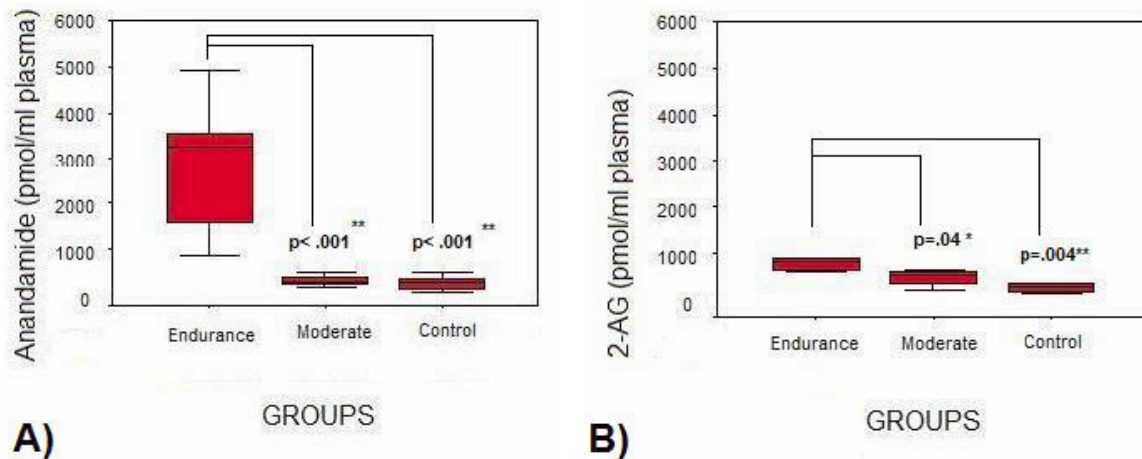 Anandamide (pmol/ml plasma)
6000
5000
4000
3000
2000
1000
0
p< .001 **
p< .001 **
Endurance Moderate Control
GROUPS
A)
2-AG (pmol/ml plasma)
6000
5000
4000
3000
2000
1000
0
p=.04 *
p=.004**
Endurance Moderate Control
GROUPS
B)